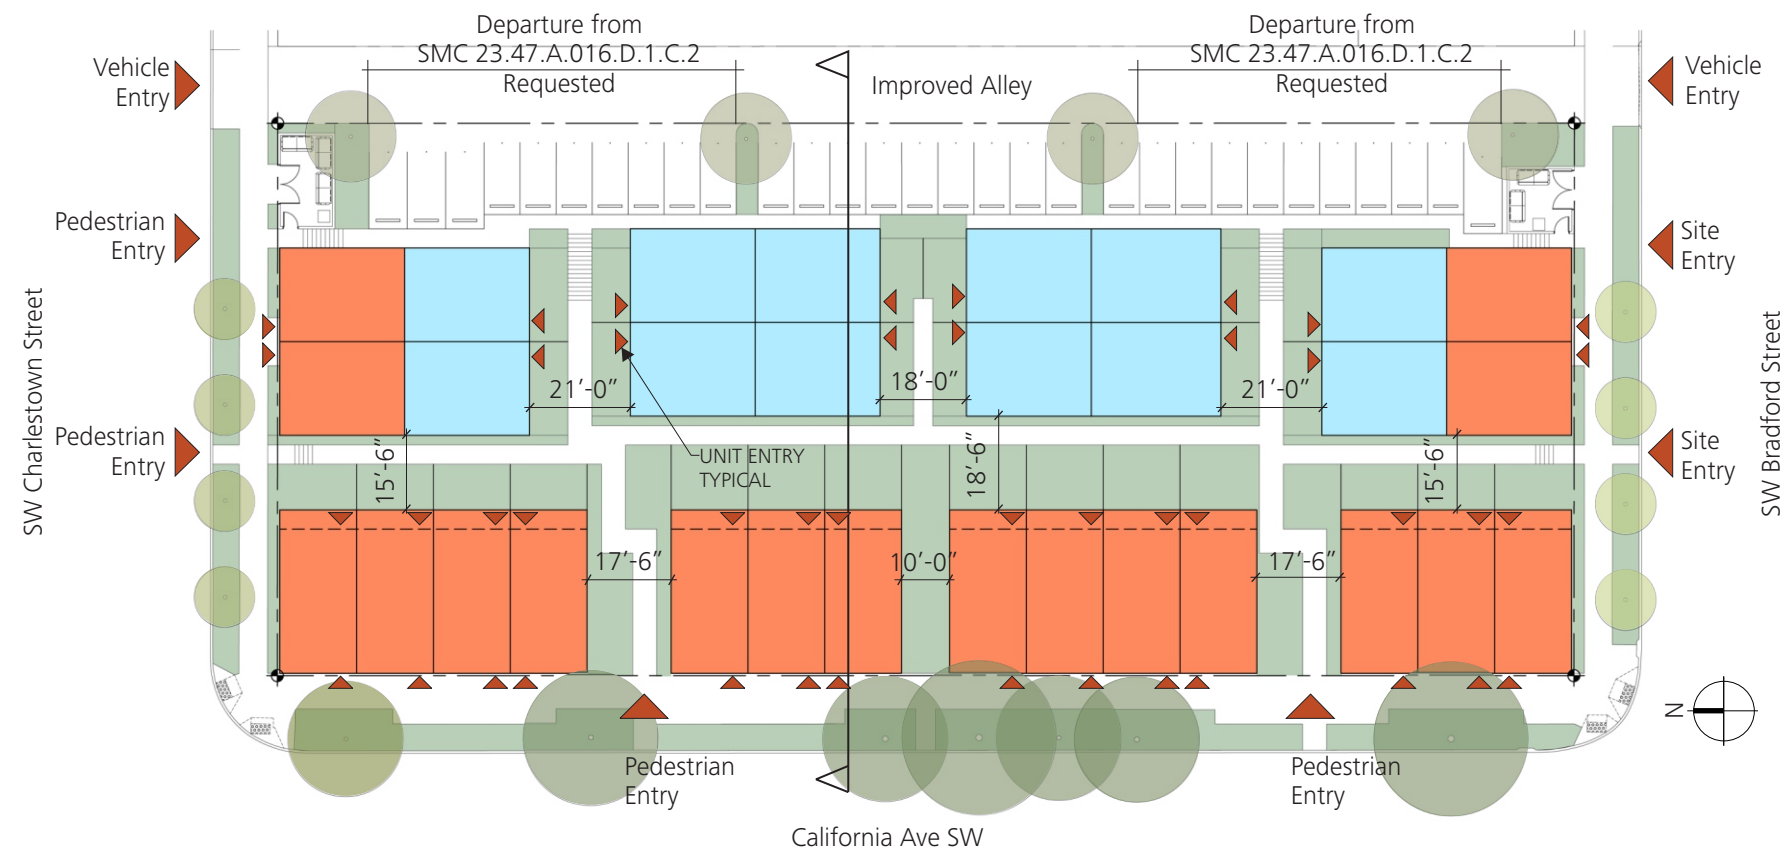 Departure from
SMC 23.47.A.016.D.1.C.2
Requested
Departure from
SMC 23.47.A.016.D.1.C.2
Requested
Vehicle
Entry
Improved Alley
Vehicle
Entry
Pedestrian
Entry
Site
Entry
SW Charlestown Street
SW Bradford Street
21’-0”
18’-0”
21’-0”
Pedestrian
Entry
Site
Entry
15’-6”
UNIT ENTRY
TYPICAL
18’-6”
15’-6”
17’-6”
10’-0”
17’-6”
N
Pedestrian
Entry
Pedestrian
Entry
California Ave SW